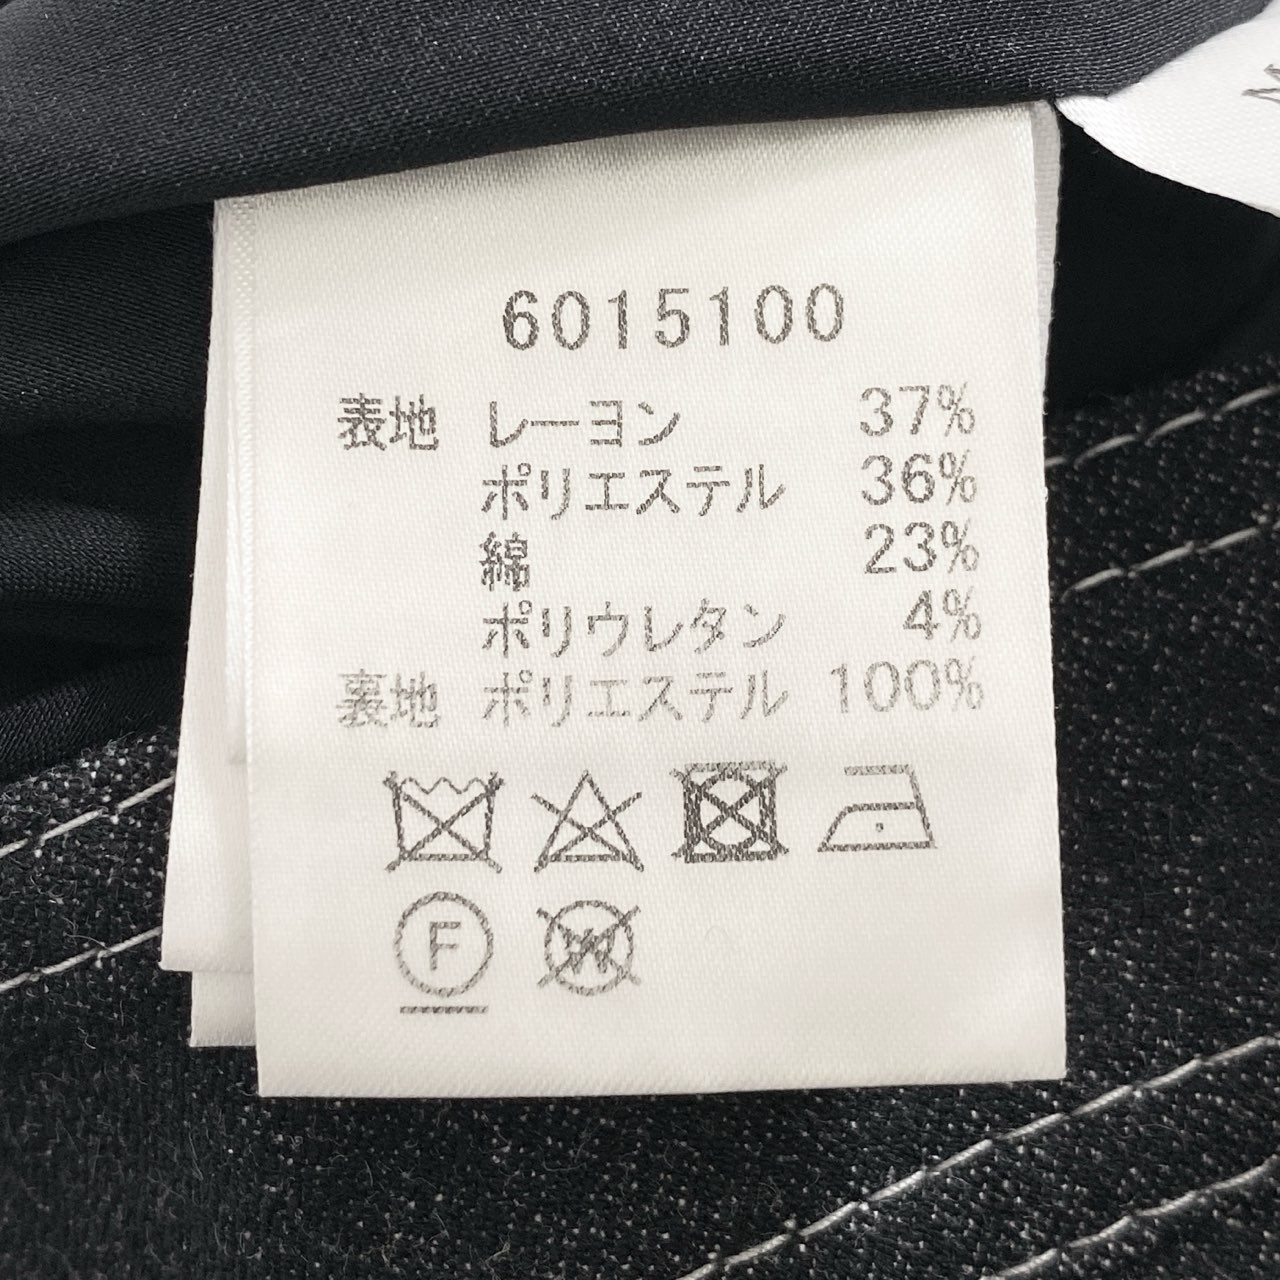 6015100
表地 レーヨン 37%
ポリエステル 36%
綿 23%
ポリウレタン 4%
裏地 ポリエステル 100%
F
W